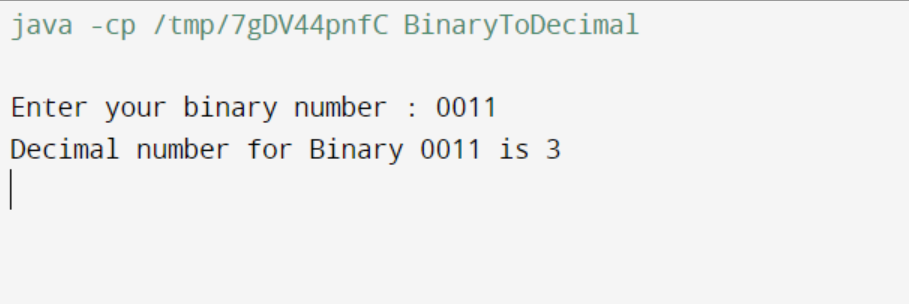 java -cp /tmp/7gDV44pnfC BinaryToDecimal
Enter your binary number : 0011
Decimal number for Binary 0011 is 3